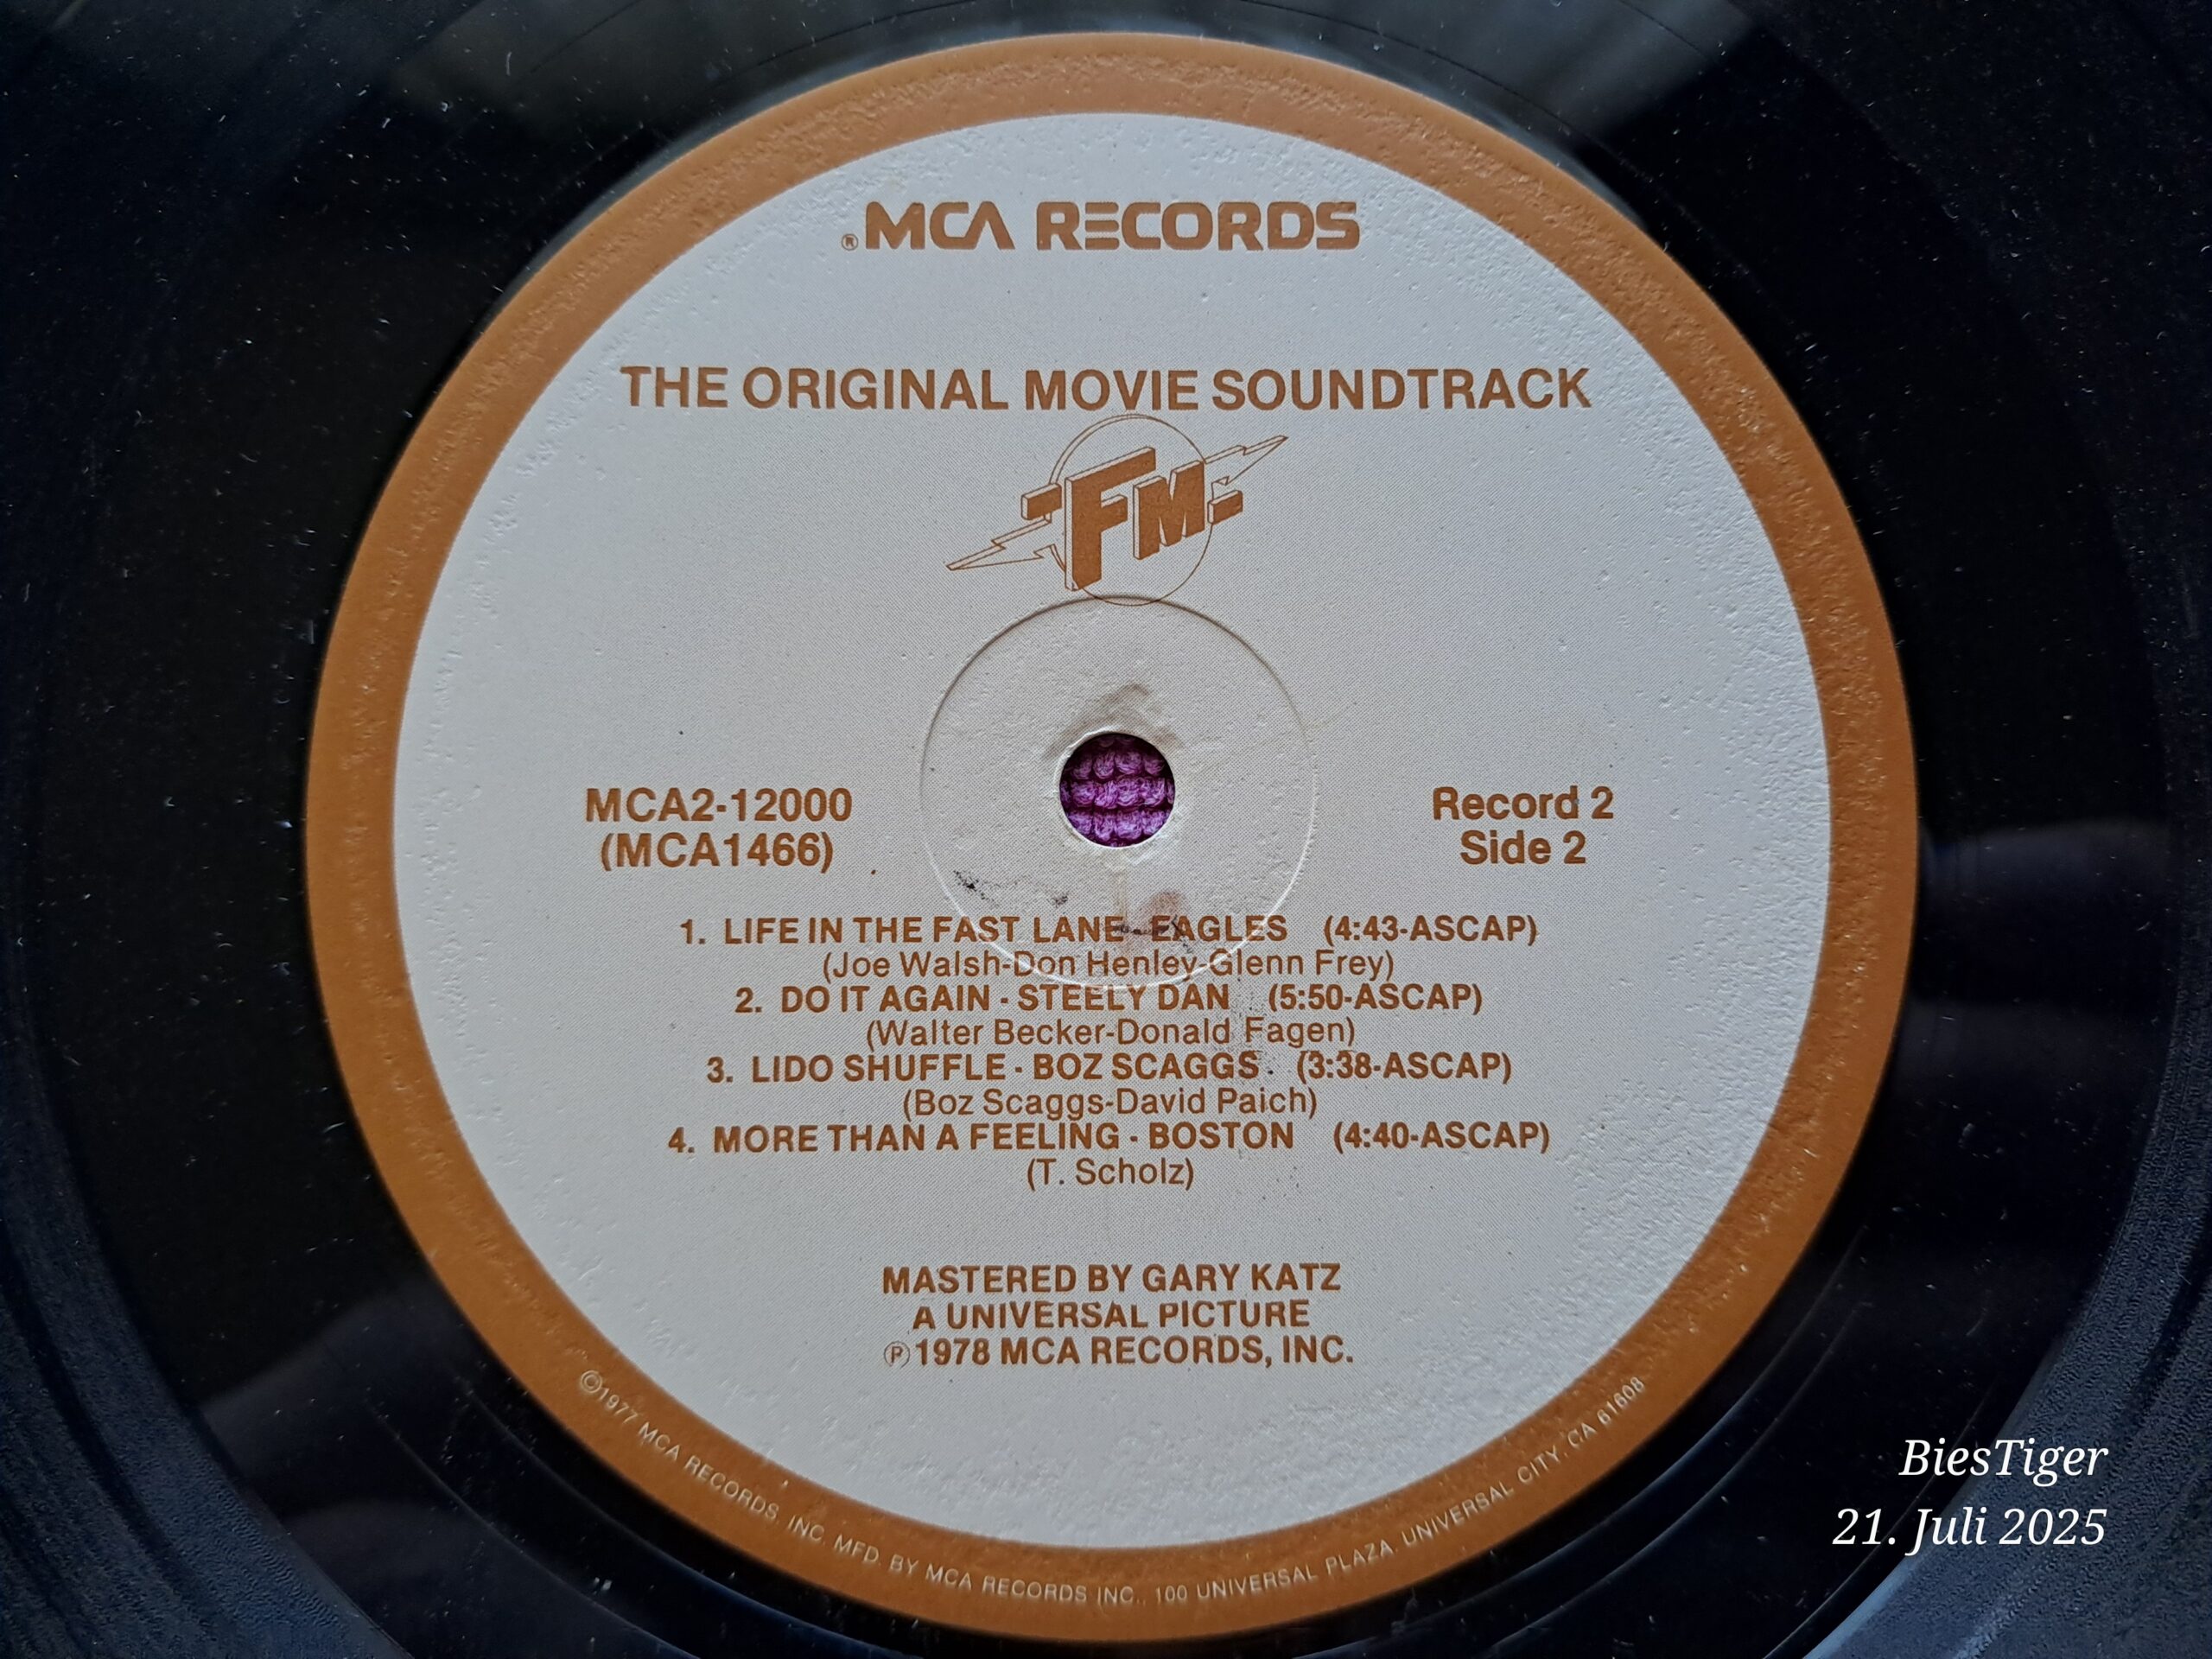 ® MCA RECORDS
THE ORIGINAL MOVIE SOUNDTRACK
FM
MCA2-12000
(MCA1466)
Record 2
Side 2
1. LIFE IN THE FAST LANE - EAGLES (4:43-ASCAP)
(Joe Walsh-Don Henley-Glenn Frey)
2. DO IT AGAIN - STEELY DAN (5:50-ASCAP)
(Walter Becker-Donald Fagen)
3. LIDO SHUFFLE - BOZ SCAGGS (3:38-ASCAP)
(Boz Scaggs-David Paich)
4. MORE THAN A FEELING - BOSTON (4:40-ASCAP)
(T. Scholz)
MASTERED BY GARY KATZ
A UNIVERSAL PICTURE
℗1978 MCA RECORDS, INC.
©1977 MCA RECORDS, INC. MFD. BY MCA RECORDS INC., 100 UNIVERSAL PLAZA, UNIVERSAL CITY, CA 61608
BiesTiger
21. Juli 2025